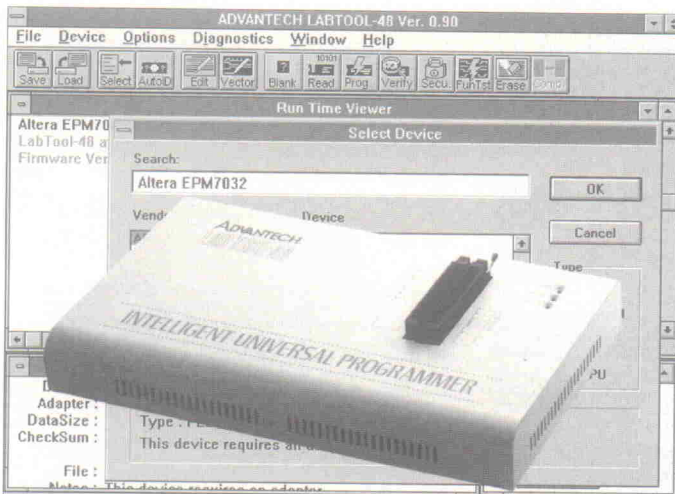 ADVANTECH LABTOOL-48 Ver. 0.90
File Device Options Diagnostics Window Help
Save Load Select AutoID Edit Vector Blank Read Prog. Verify Secu. FunTst Erase Comp.
Run Time Viewer
Altera EPM70
LabTool-48
Firmware Ver
Select Device
Search:
Altera EPM7032
OK
Device
Cancel
Type
ADVANTECH
INTELLIGENT UNIVERSAL PROGRAMMER
PU
Adapter :
DataSize :
CheckSum :
Type :
This device requires an
File :
Notes : This device requires an adaptor